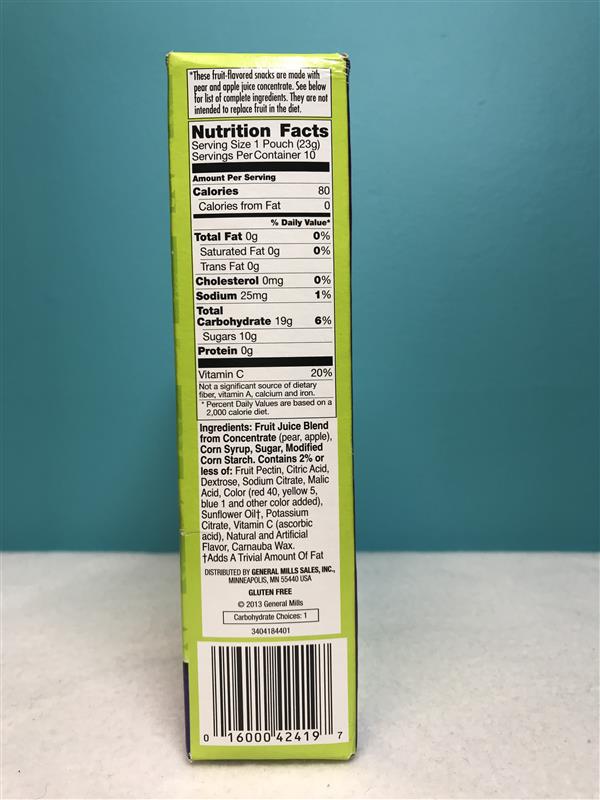 *These fruit-flavored snacks are made with
pear and apple juice concentrate. See below
for list of complete ingredients. They are not
intended to replace fruit in the diet.
Nutrition Facts
Serving Size 1 Pouch (23g)
Servings Per Container 10
Amount Per Serving
Calories 80
Calories from Fat 0
% Daily Value*
Total Fat 0g 0%
Saturated Fat 0g 0%
Trans Fat 0g
Cholesterol 0mg 0%
Sodium 25mg 1%
Total
Carbohydrate 19g 6%
Sugars 10g
Protein 0g
Vitamin C 20%
Not a significant source of dietary
fiber, vitamin A, calcium and iron.
* Percent Daily Values are based on a
2,000 calorie diet.
Ingredients: Fruit Juice Blend
from Concentrate (pear, apple),
Corn Syrup, Sugar, Modified
Corn Starch. Contains 2% or
less of: Fruit Pectin, Citric Acid,
Dextrose, Sodium Citrate, Malic
Acid, Color (red 40, yellow 5,
blue 1 and other color added),
Sunflower Oil†, Potassium
Citrate, Vitamin C (ascorbic
acid), Natural and Artificial
Flavor, Carnauba Wax.
†Adds A Trivial Amount Of Fat
DISTRIBUTED BY GENERAL MILLS SALES, INC.,
MINNEAPOLIS, MN 55440 USA
GLUTEN FREE
© 2013 General Mills
Carbohydrate Choices: 1
3404184401
0 16000 42419 7